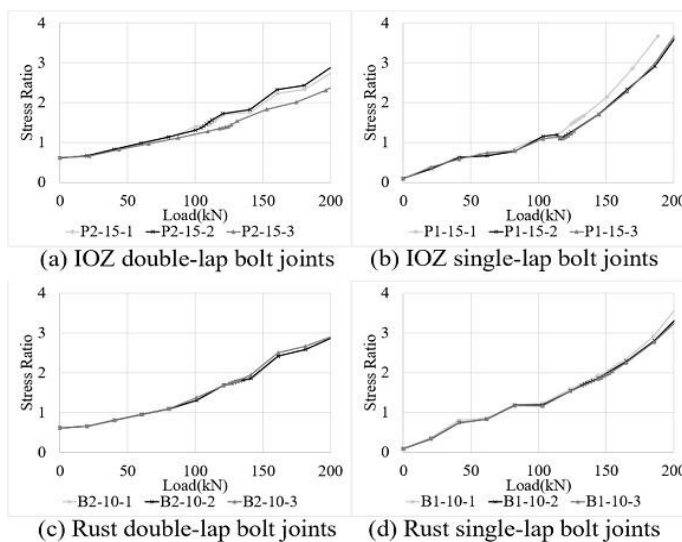 4
3
2
1
0
Stress Ratio
0 50 100 150 200
Load(kN)
P2-15-1 P2-15-2 P2-15-3
(a) IOZ double-lap bolt joints
4
3
2
1
0
Stress Ratio
0 50 100 150 200
Load(kN)
P1-15-1 P1-15-2 P1-15-3
(b) IOZ single-lap bolt joints
4
3
2
1
0
Stress Ratio
0 50 100 150 200
Load(kN)
B2-10-1 B2-10-2 B2-10-3
(c) Rust double-lap bolt joints
4
3
2
1
0
Stress Ratio
0 50 100 150 200
Load(kN)
B1-10-1 B1-10-2 B1-10-3
(d) Rust single-lap bolt joints